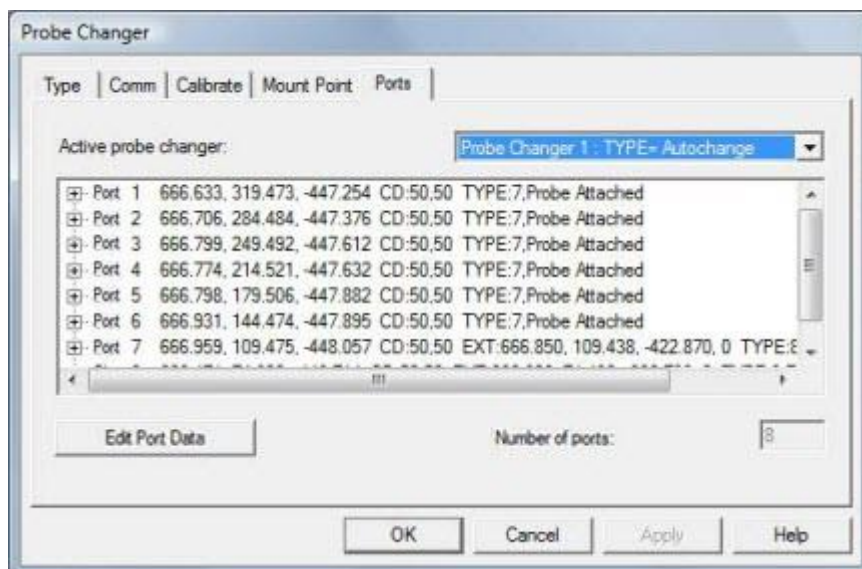 Probe Changer
Type Comm Calibrate Mount Point Ports
Active probe changer: Probe Changer 1 : TYPE= Autochange
Port 1 666.633, 319.473, -447.254 CD:50,50 TYPE:7,Probe Attached
Port 2 666.706, 284.484, -447.376 CD:50,50 TYPE:7,Probe Attached
Port 3 666.799, 249.492, -447.612 CD:50,50 TYPE:7,Probe Attached
Port 4 666.774, 214.521, -447.632 CD:50,50 TYPE:7,Probe Attached
Port 5 666.798, 179.506, -447.882 CD:50,50 TYPE:7,Probe Attached
Port 6 666.931, 144.474, -447.895 CD:50,50 TYPE:7,Probe Attached
Port 7 666.959, 109.475, -448.057 CD:50,50 EXT:666.850, 109.438, -422.870, 0 TYPE:8
Edit Port Data Number of ports: 8
OK Cancel Apply Help